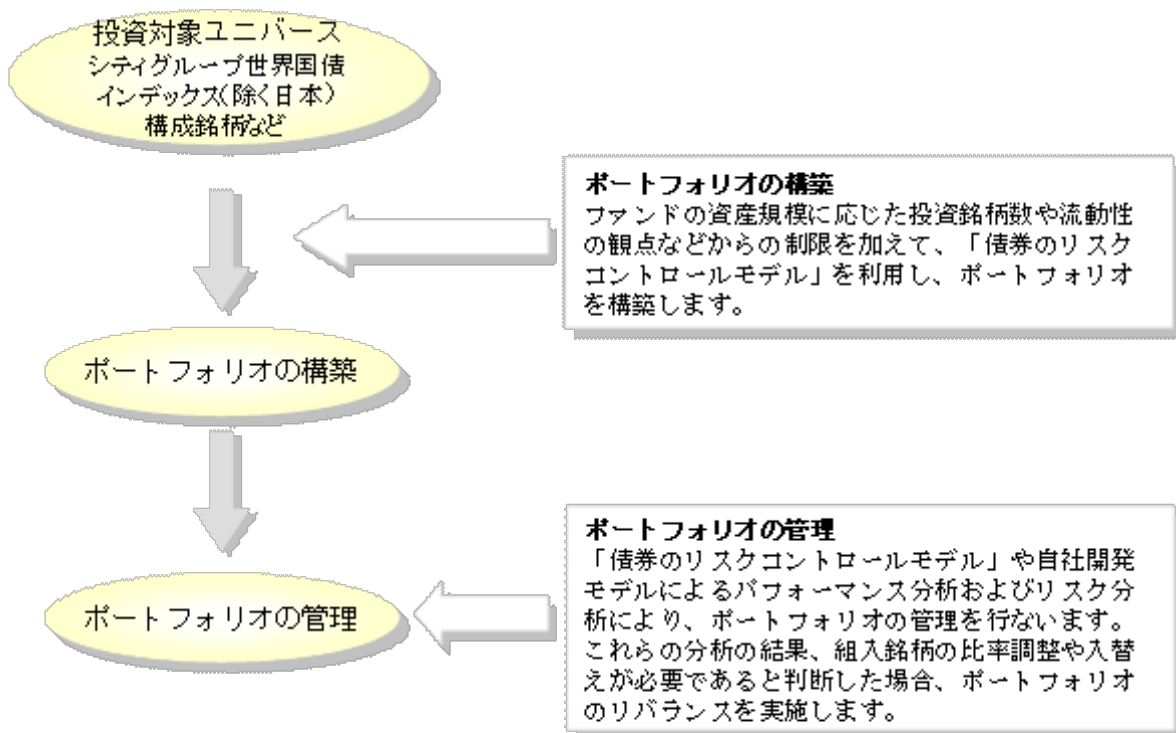 投資対象ユニバース
シティグループ世界国債
インデックス(除く日本)
構成銘柄など
ポートフォリオの構築
ファンドの資産規模に応じた投資銘柄数や流動性
の観点などからの制限を加えて、「債券のリスク
コントロールモデル」を利用し、ポートフォリオ
を構築します。
ポートフォリオの構築
ポートフォリオの管理
「債券のリスクコントロールモデル」や自社開発
モデルによるパフォーマンス分析およびリスク分
析により、ポートフォリオの管理を行ないます。
これらの分析の結果、組入銘柄の比率調整や入替
えが必要であると判断した場合、ポートフォリオ
のリバランスを実施します。
ポートフォリオの管理